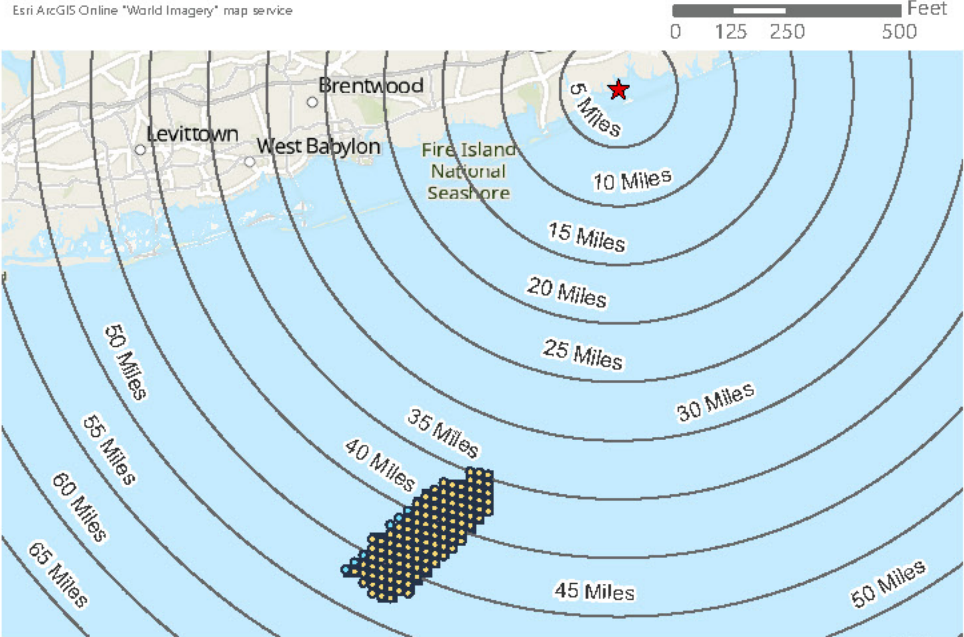 Esri ArcGIS Online "World Imagery" map service
Feet
0 125 250 500
Brentwood
Levittown
West Babylon
Fire Island
National
Seashore
5 Miles
10 Miles
15 Miles
20 Miles
25 Miles
30 Miles
35 Miles
40 Miles
50 Miles
55 Miles
60 Miles
65 Miles
45 Miles
50 Miles